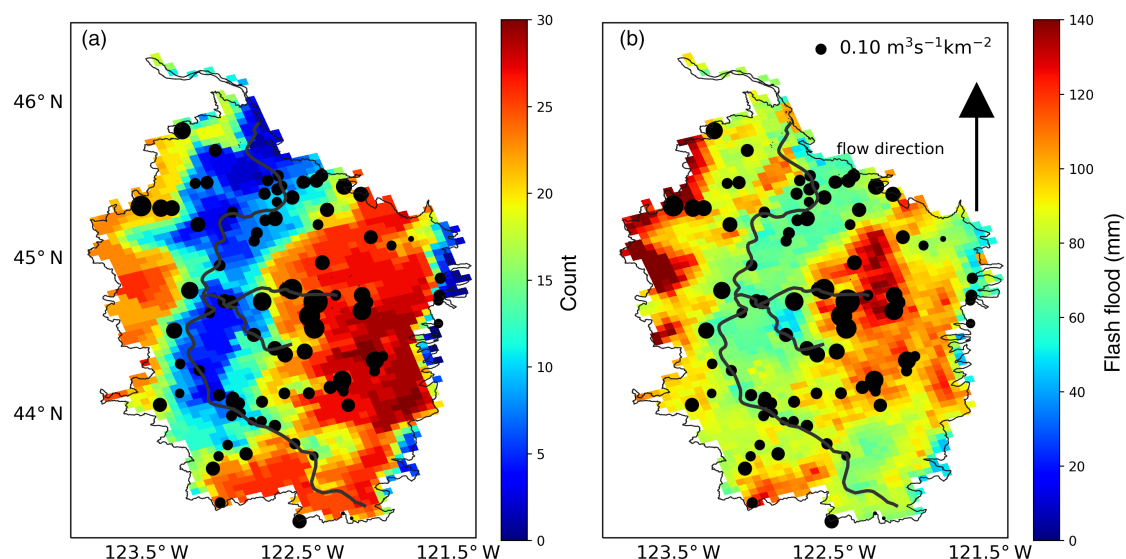 (a)
(b)
0.10 m³s⁻¹km⁻²
flow direction
46° N
45° N
44° N
123.5° W
122.5° W
121.5° W
30
25
20
15
10
5
0
Count
123.5° W
122.5° W
121.5° W
140
120
100
80
60
40
20
0
Flash flood (mm)